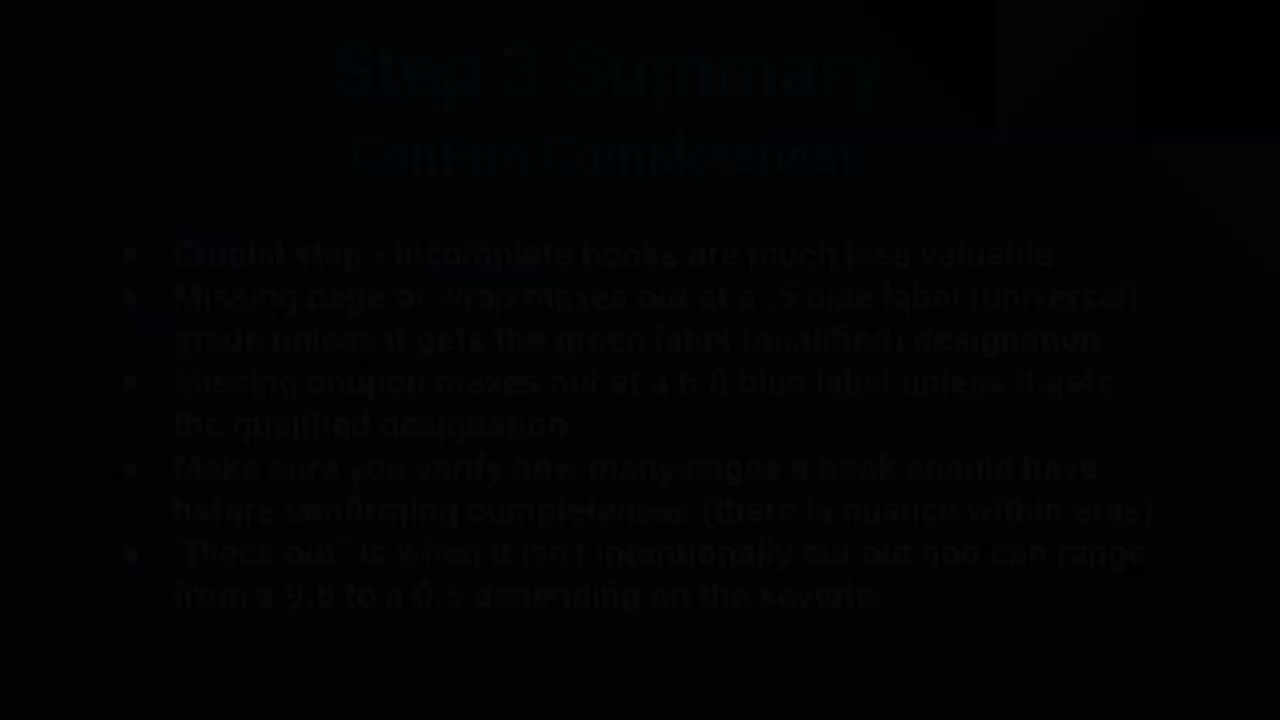 Step 3 Summary
Confirm Completeness
• Crucial step - Incomplete books are much less valuable
• Missing page or wrap maxes out at a .5 blue label (universal)
grade unless it gets the green label (qualified) designation
• Missing coupon maxes out at a 6.0 blue label unless it gets
the qualified designation
• Make sure you verify how many pages a book should have
before confirming completeness (there is nuance within eras)
• "Piece out" is when it isn't intentionally cut out and can range
from a 9.8 to a 0.5 depending on the severity